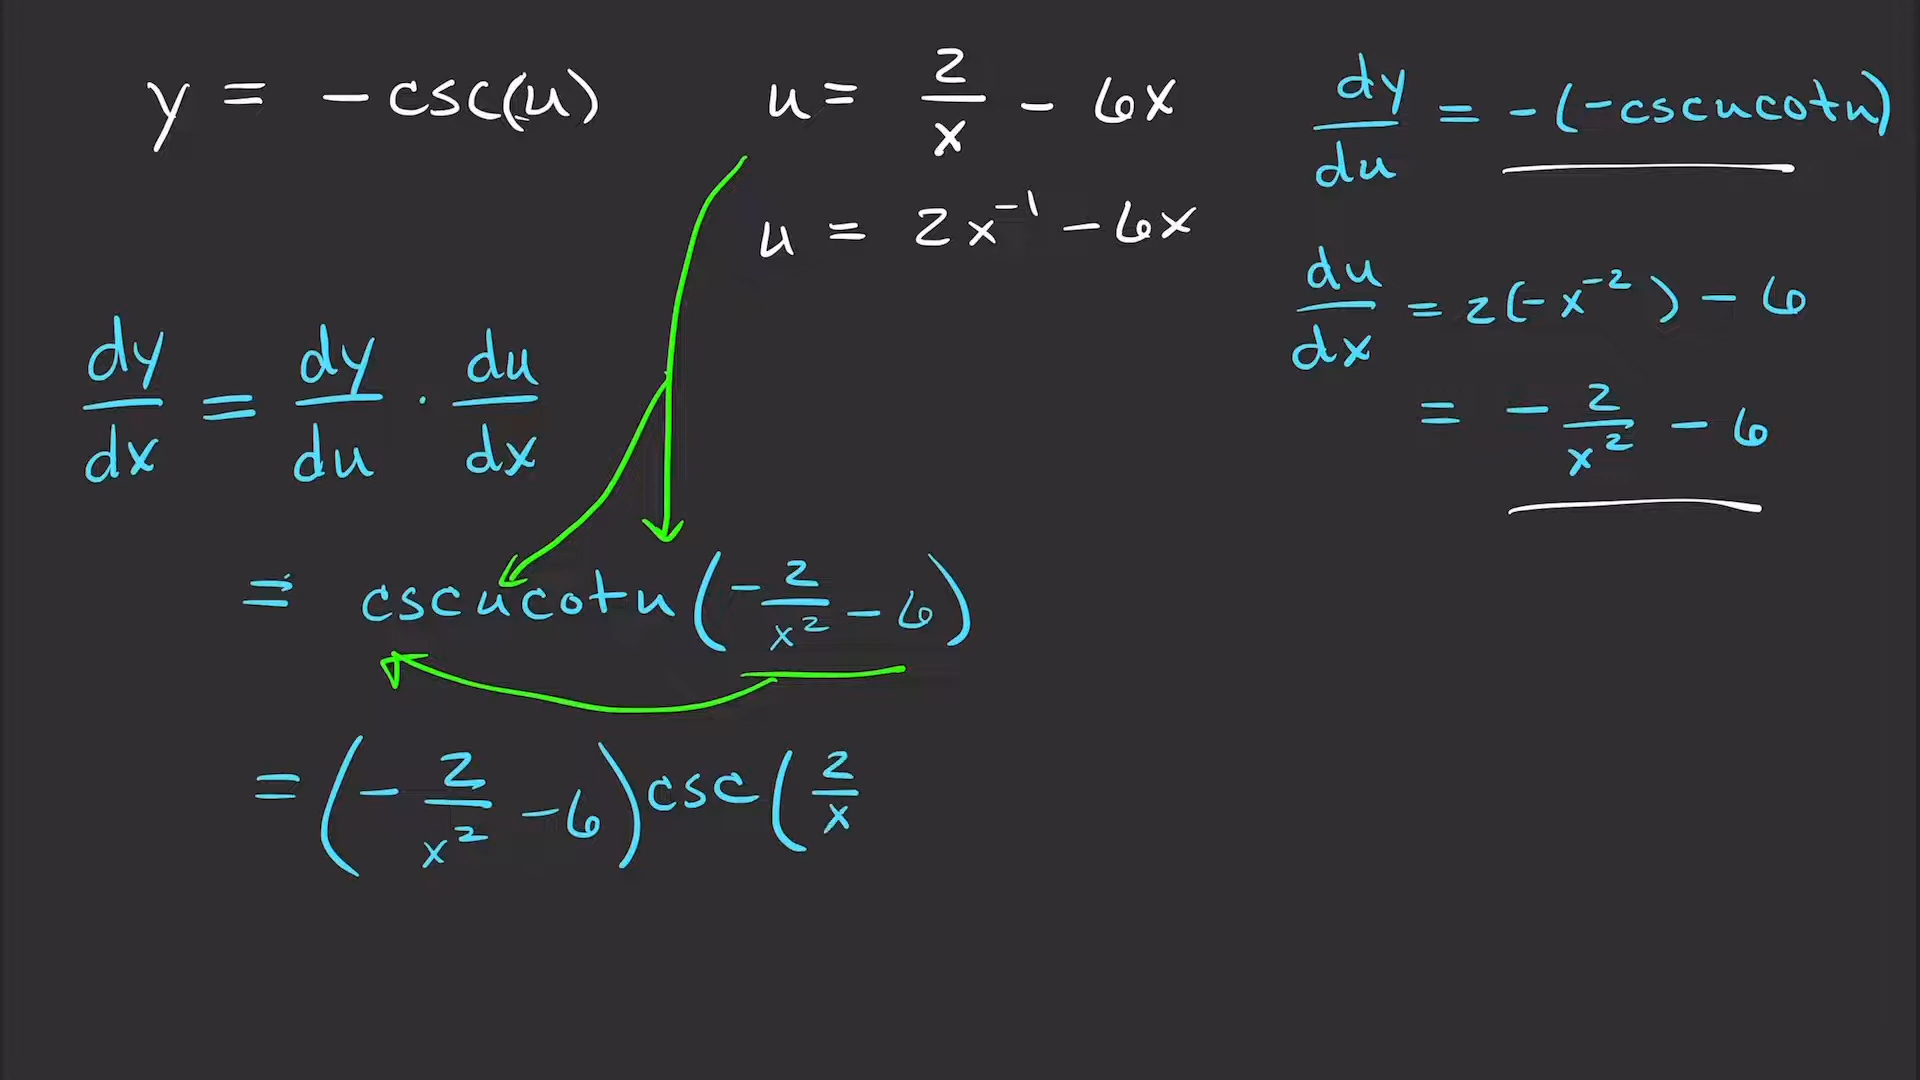 y = -csc(u)
u = 2/x - 6x
u = 2x⁻¹ - 6x
dy/du = -(-cscucotu)
du/dx = 2(-x⁻²) - 6
= -2/x² - 6
dy/dx = dy/du · du/dx
= cscucotu(-2/x² - 6)
= (-2/x² - 6)csc(2/x